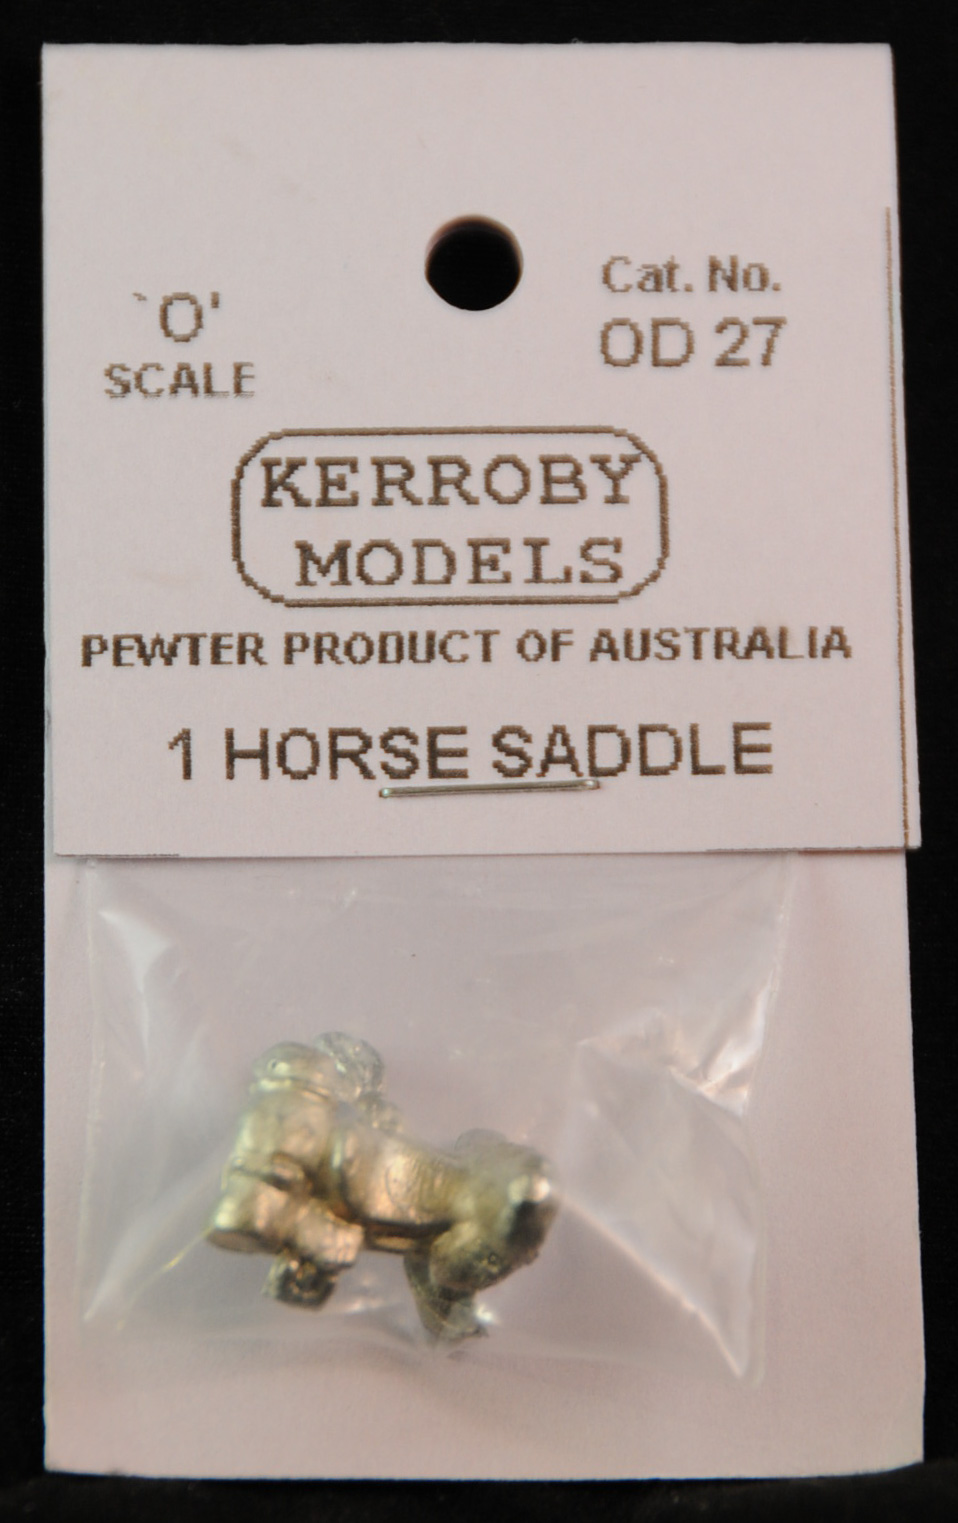 `O'
SCALE
Cat. No.
OD 27
KERROBY
MODELS
PEWTER PRODUCT OF AUSTRALIA
1 HORSE SADDLE